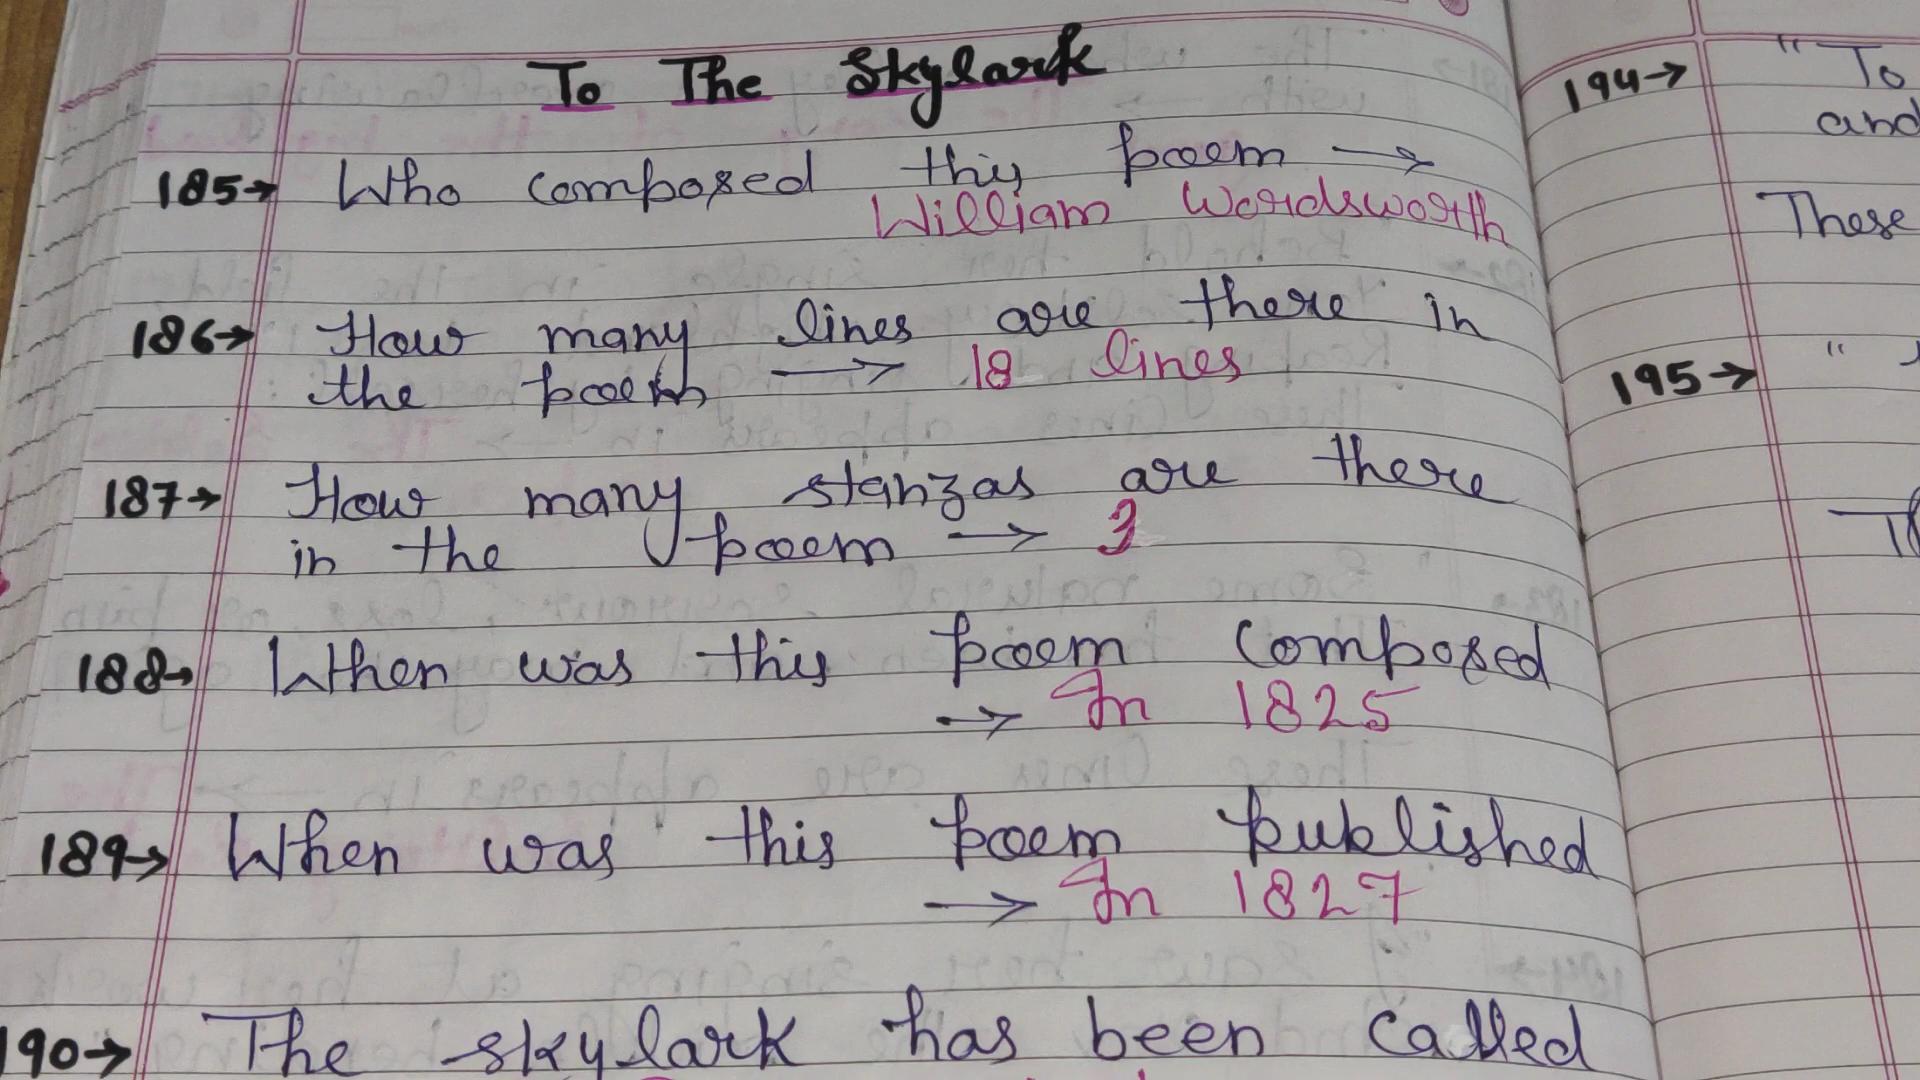 To The Skylark
185→ Who composed this poem →
William Wordsworth
186→ How many lines are there in
the poem → 18 lines
187→ How many stanzas are there
in the poem → 3
188→ When was this poem composed
→ In 1825
189→ When was this poem published
→ In 1827
190→ The skylark has been called
194→ " To
and
These
195→ "